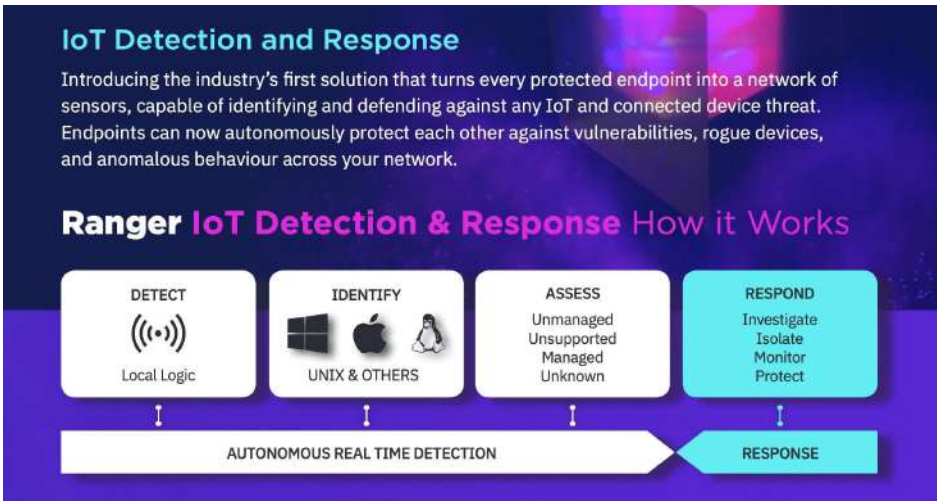 IoT Detection and Response
Introducing the industry's first solution that turns every protected endpoint into a network of
sensors, capable of identifying and defending against any IoT and connected device threat.
Endpoints can now autonomously protect each other against vulnerabilities, rogue devices,
and anomalous behaviour across your network.
Ranger IoT Detection & Response How it Works
DETECT
Local Logic
IDENTIFY
UNIX & OTHERS
ASSESS
Unmanaged
Unsupported
Managed
Unknown
RESPOND
Investigate
Isolate
Monitor
Protect
AUTONOMOUS REAL TIME DETECTION
RESPONSE